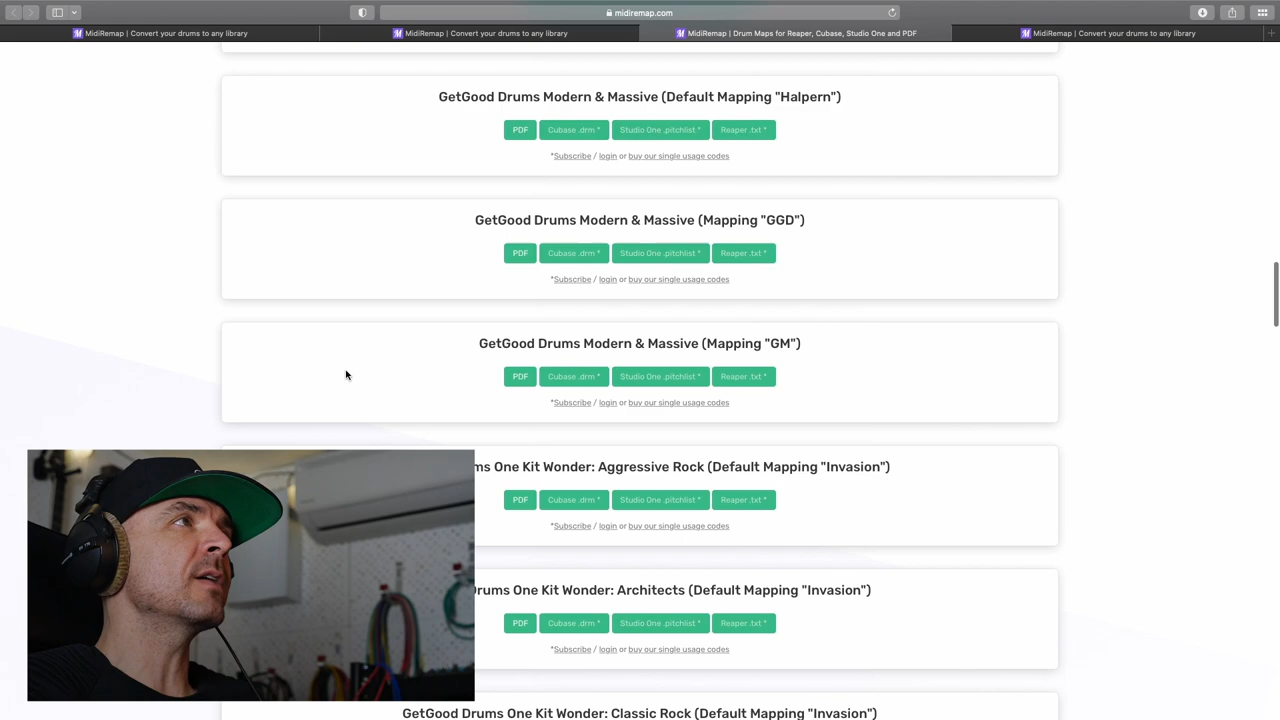 midiremap.com
MidiRemap | Convert your drums to any library
MidiRemap | Convert your drums to any library
MidiRemap | Drum Maps for Reaper, Cubase, Studio One and PDF
MidiRemap | Convert your drums to any library
GetGood Drums Modern & Massive (Default Mapping "Halpern")
PDF Cubase .drm * Studio One .pitchlist * Reaper .txt *
*Subscribe / login or buy our single usage codes
GetGood Drums Modern & Massive (Mapping "GGD")
PDF Cubase .drm * Studio One .pitchlist * Reaper .txt *
*Subscribe / login or buy our single usage codes
GetGood Drums Modern & Massive (Mapping "GM")
PDF Cubase .drm * Studio One .pitchlist * Reaper .txt *
*Subscribe / login or buy our single usage codes
ms One Kit Wonder: Aggressive Rock (Default Mapping "Invasion")
PDF Cubase .drm * Studio One .pitchlist * Reaper .txt *
*Subscribe / login or buy our single usage codes
rums One Kit Wonder: Architects (Default Mapping "Invasion")
PDF Cubase .drm * Studio One .pitchlist * Reaper .txt *
*Subscribe / login or buy our single usage codes
GetGood Drums One Kit Wonder: Classic Rock (Default Mapping "Invasion")